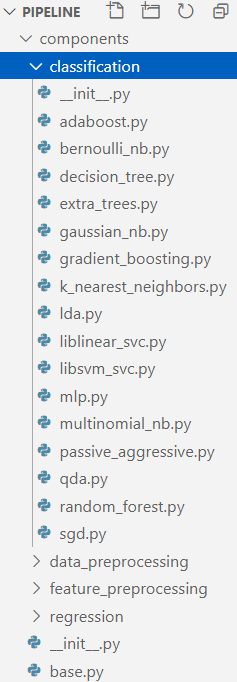 PIPELINE
components
classification
__init__.py
adaboost.py
bernoulli_nb.py
decision_tree.py
extra_trees.py
gaussian_nb.py
gradient_boosting.py
k_nearest_neighbors.py
lda.py
liblinear_svc.py
libsvm_svc.py
mlp.py
multinomial_nb.py
passive_aggressive.py
qda.py
random_forest.py
sgd.py
data_preprocessing
feature_preprocessing
regression
__init__.py
base.py